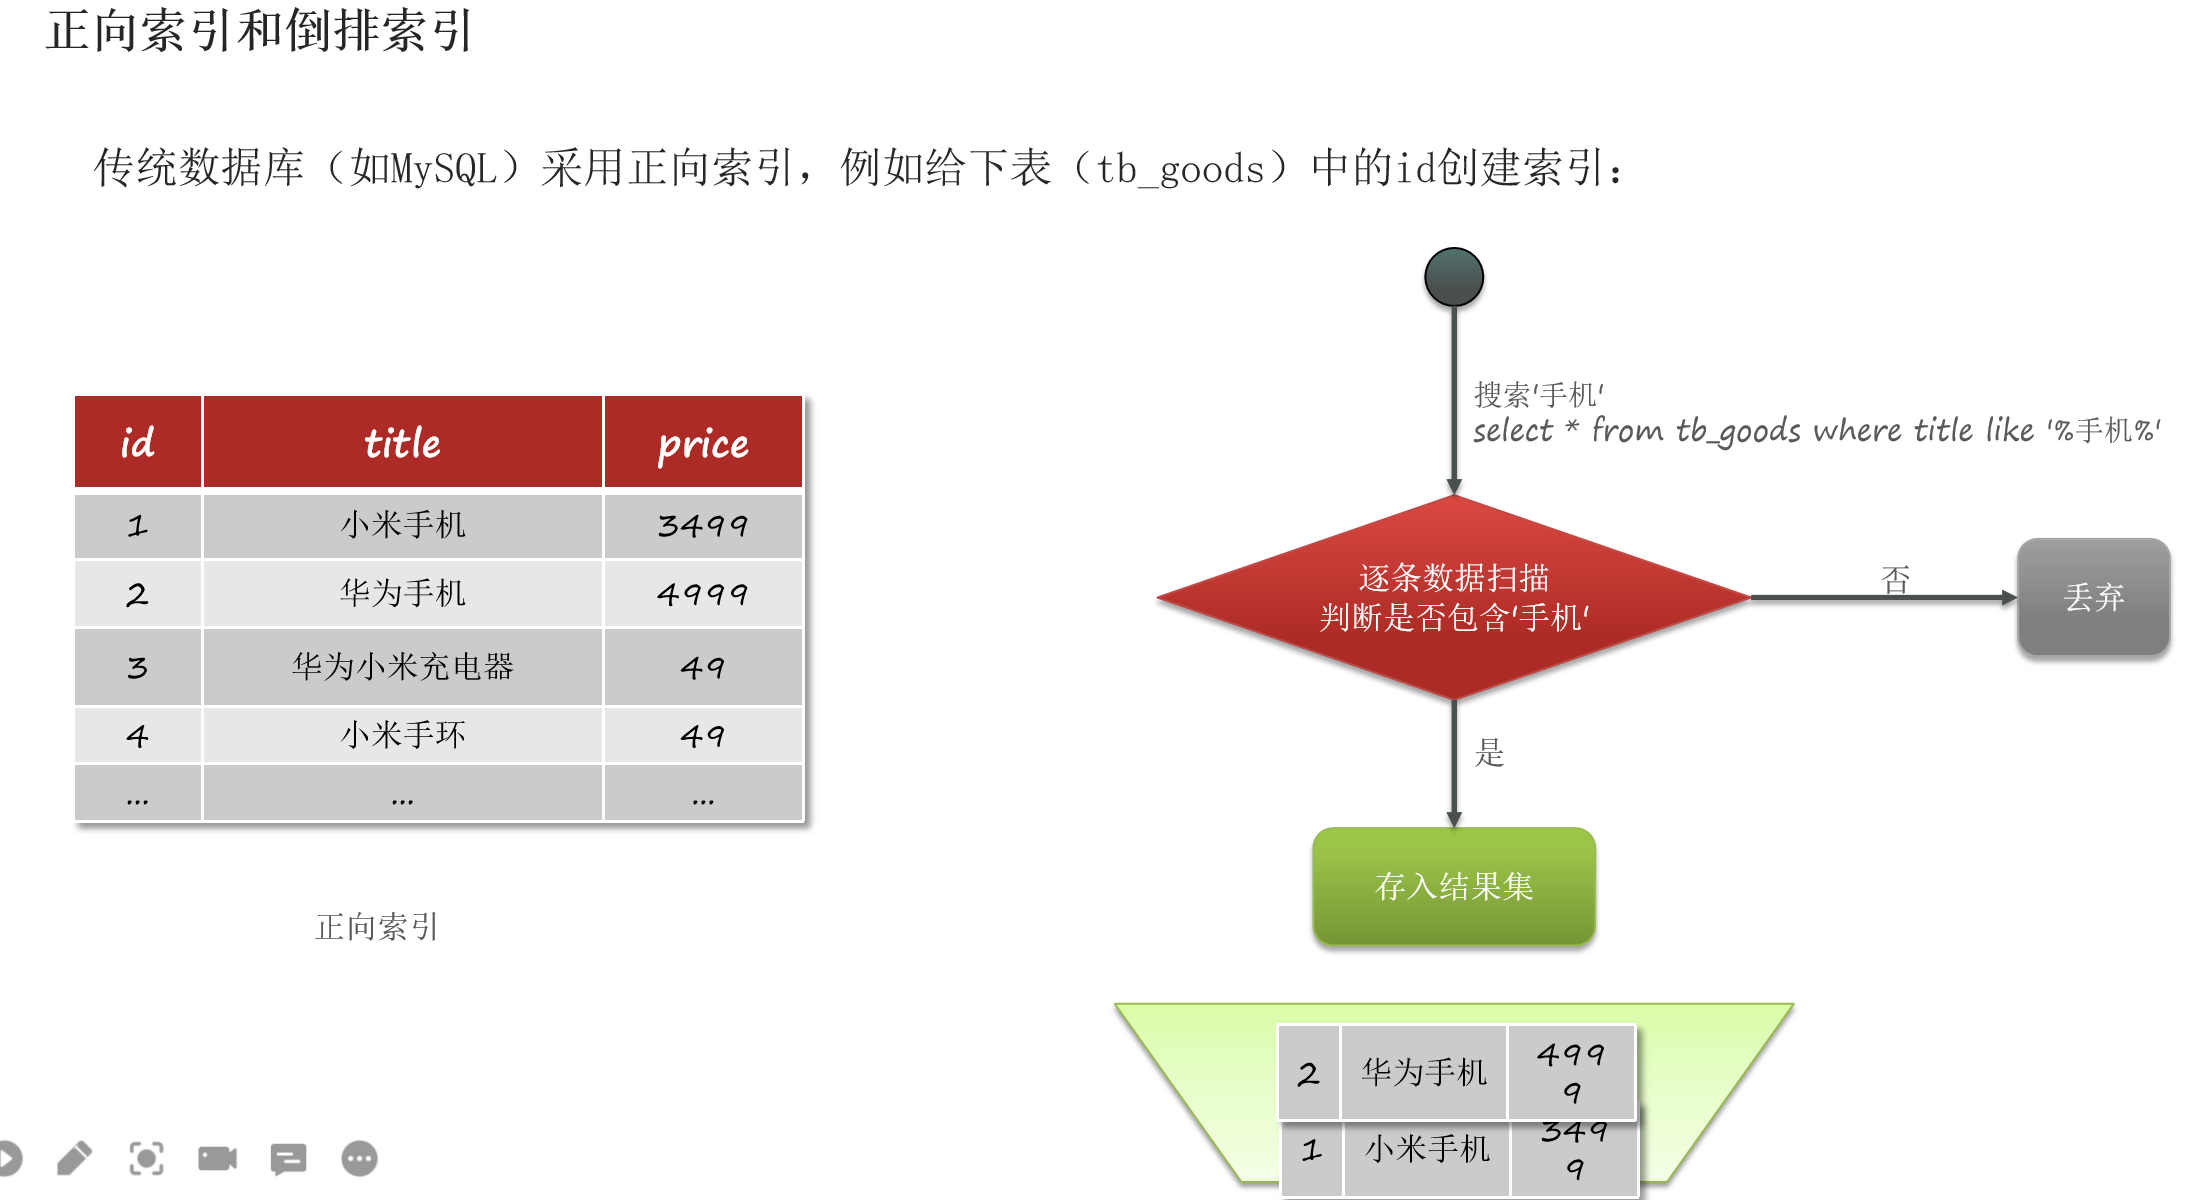 正向索引和倒排索引
传统数据库（如MySQL）采用正向索引，例如给下表（tb_goods）中的id创建索引：
id title price
1 小米手机 3499
2 华为手机 4999
3 华为小米充电器 49
4 小米手环 49
... ... ...
正向索引
搜索'手机'
select * from tb_goods where title like '%手机%'
逐条数据扫描
判断是否包含'手机'
否
丢弃
是
存入结果集
2 华为手机 499
9
1 小米手机 349
9